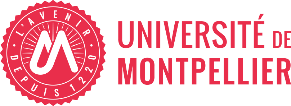 L'AVENIR
DEPUIS 1220
UNIVERSITÉ DE
MONTPELLIER